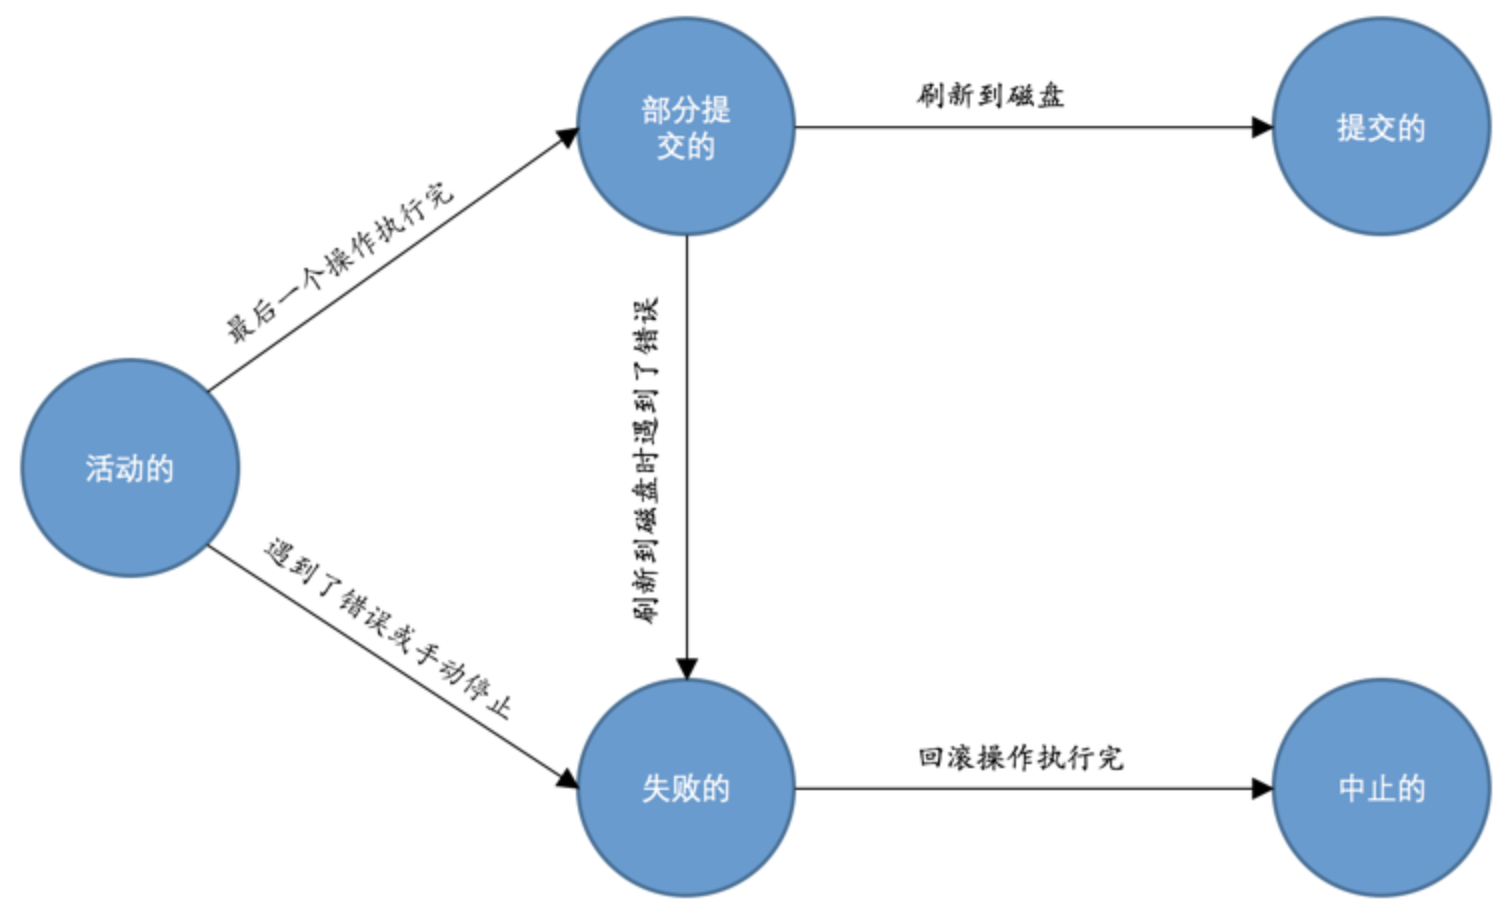 部分提
交的
刷新到磁盘
提交的
最后一个操作执行完
刷新到磁盘时遇到了错误
活动的
遇到了错误或手动停止
失败的
回滚操作执行完
中止的